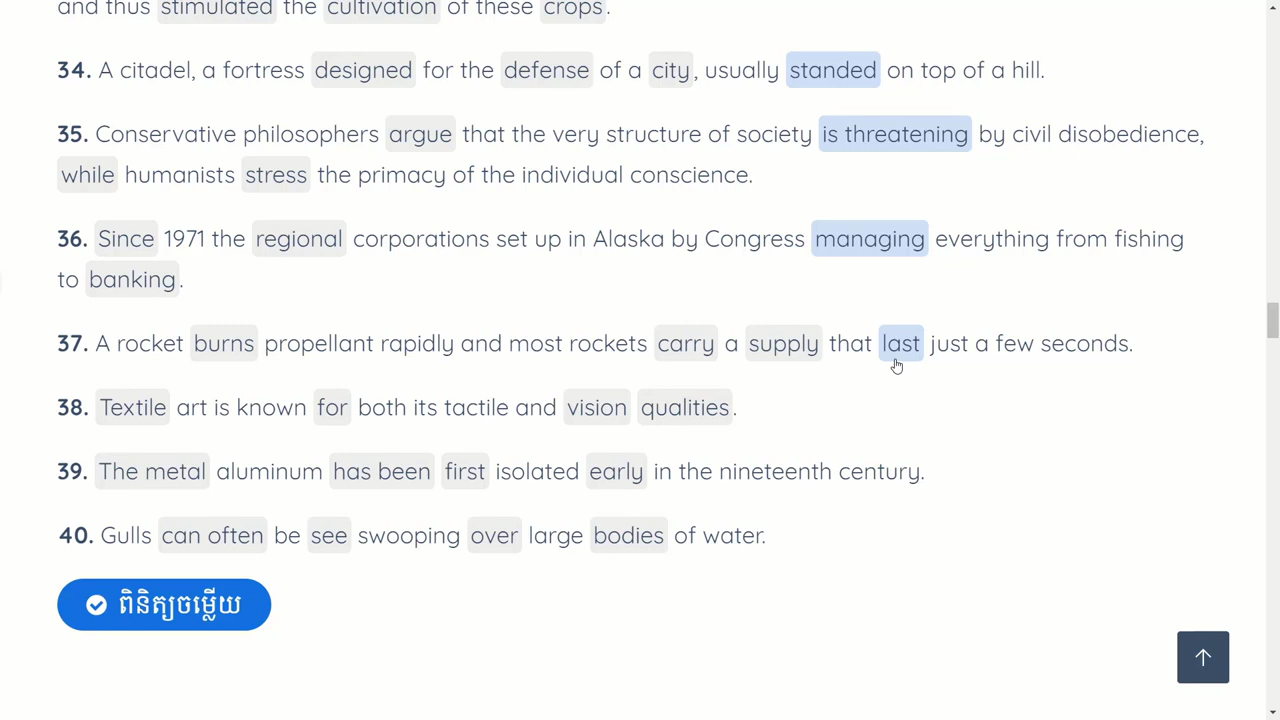 and thus stimulated the cultivation of these crops.
34. A citadel, a fortress designed for the defense of a city, usually standed on top of a hill.
35. Conservative philosophers argue that the very structure of society is threatening by civil disobedience,
while humanists stress the primacy of the individual conscience.
36. Since 1971 the regional corporations set up in Alaska by Congress managing everything from fishing
to banking.
37. A rocket burns propellant rapidly and most rockets carry a supply that last just a few seconds.
38. Textile art is known for both its tactile and vision qualities.
39. The metal aluminum has been first isolated early in the nineteenth century.
40. Gulls can often be see swooping over large bodies of water.
ពិនិត្យចម្លើយ